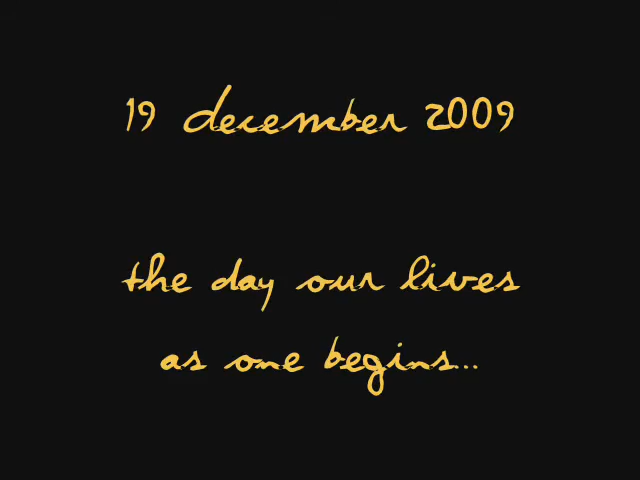 19 december 2009
the day our lives
as one begins...